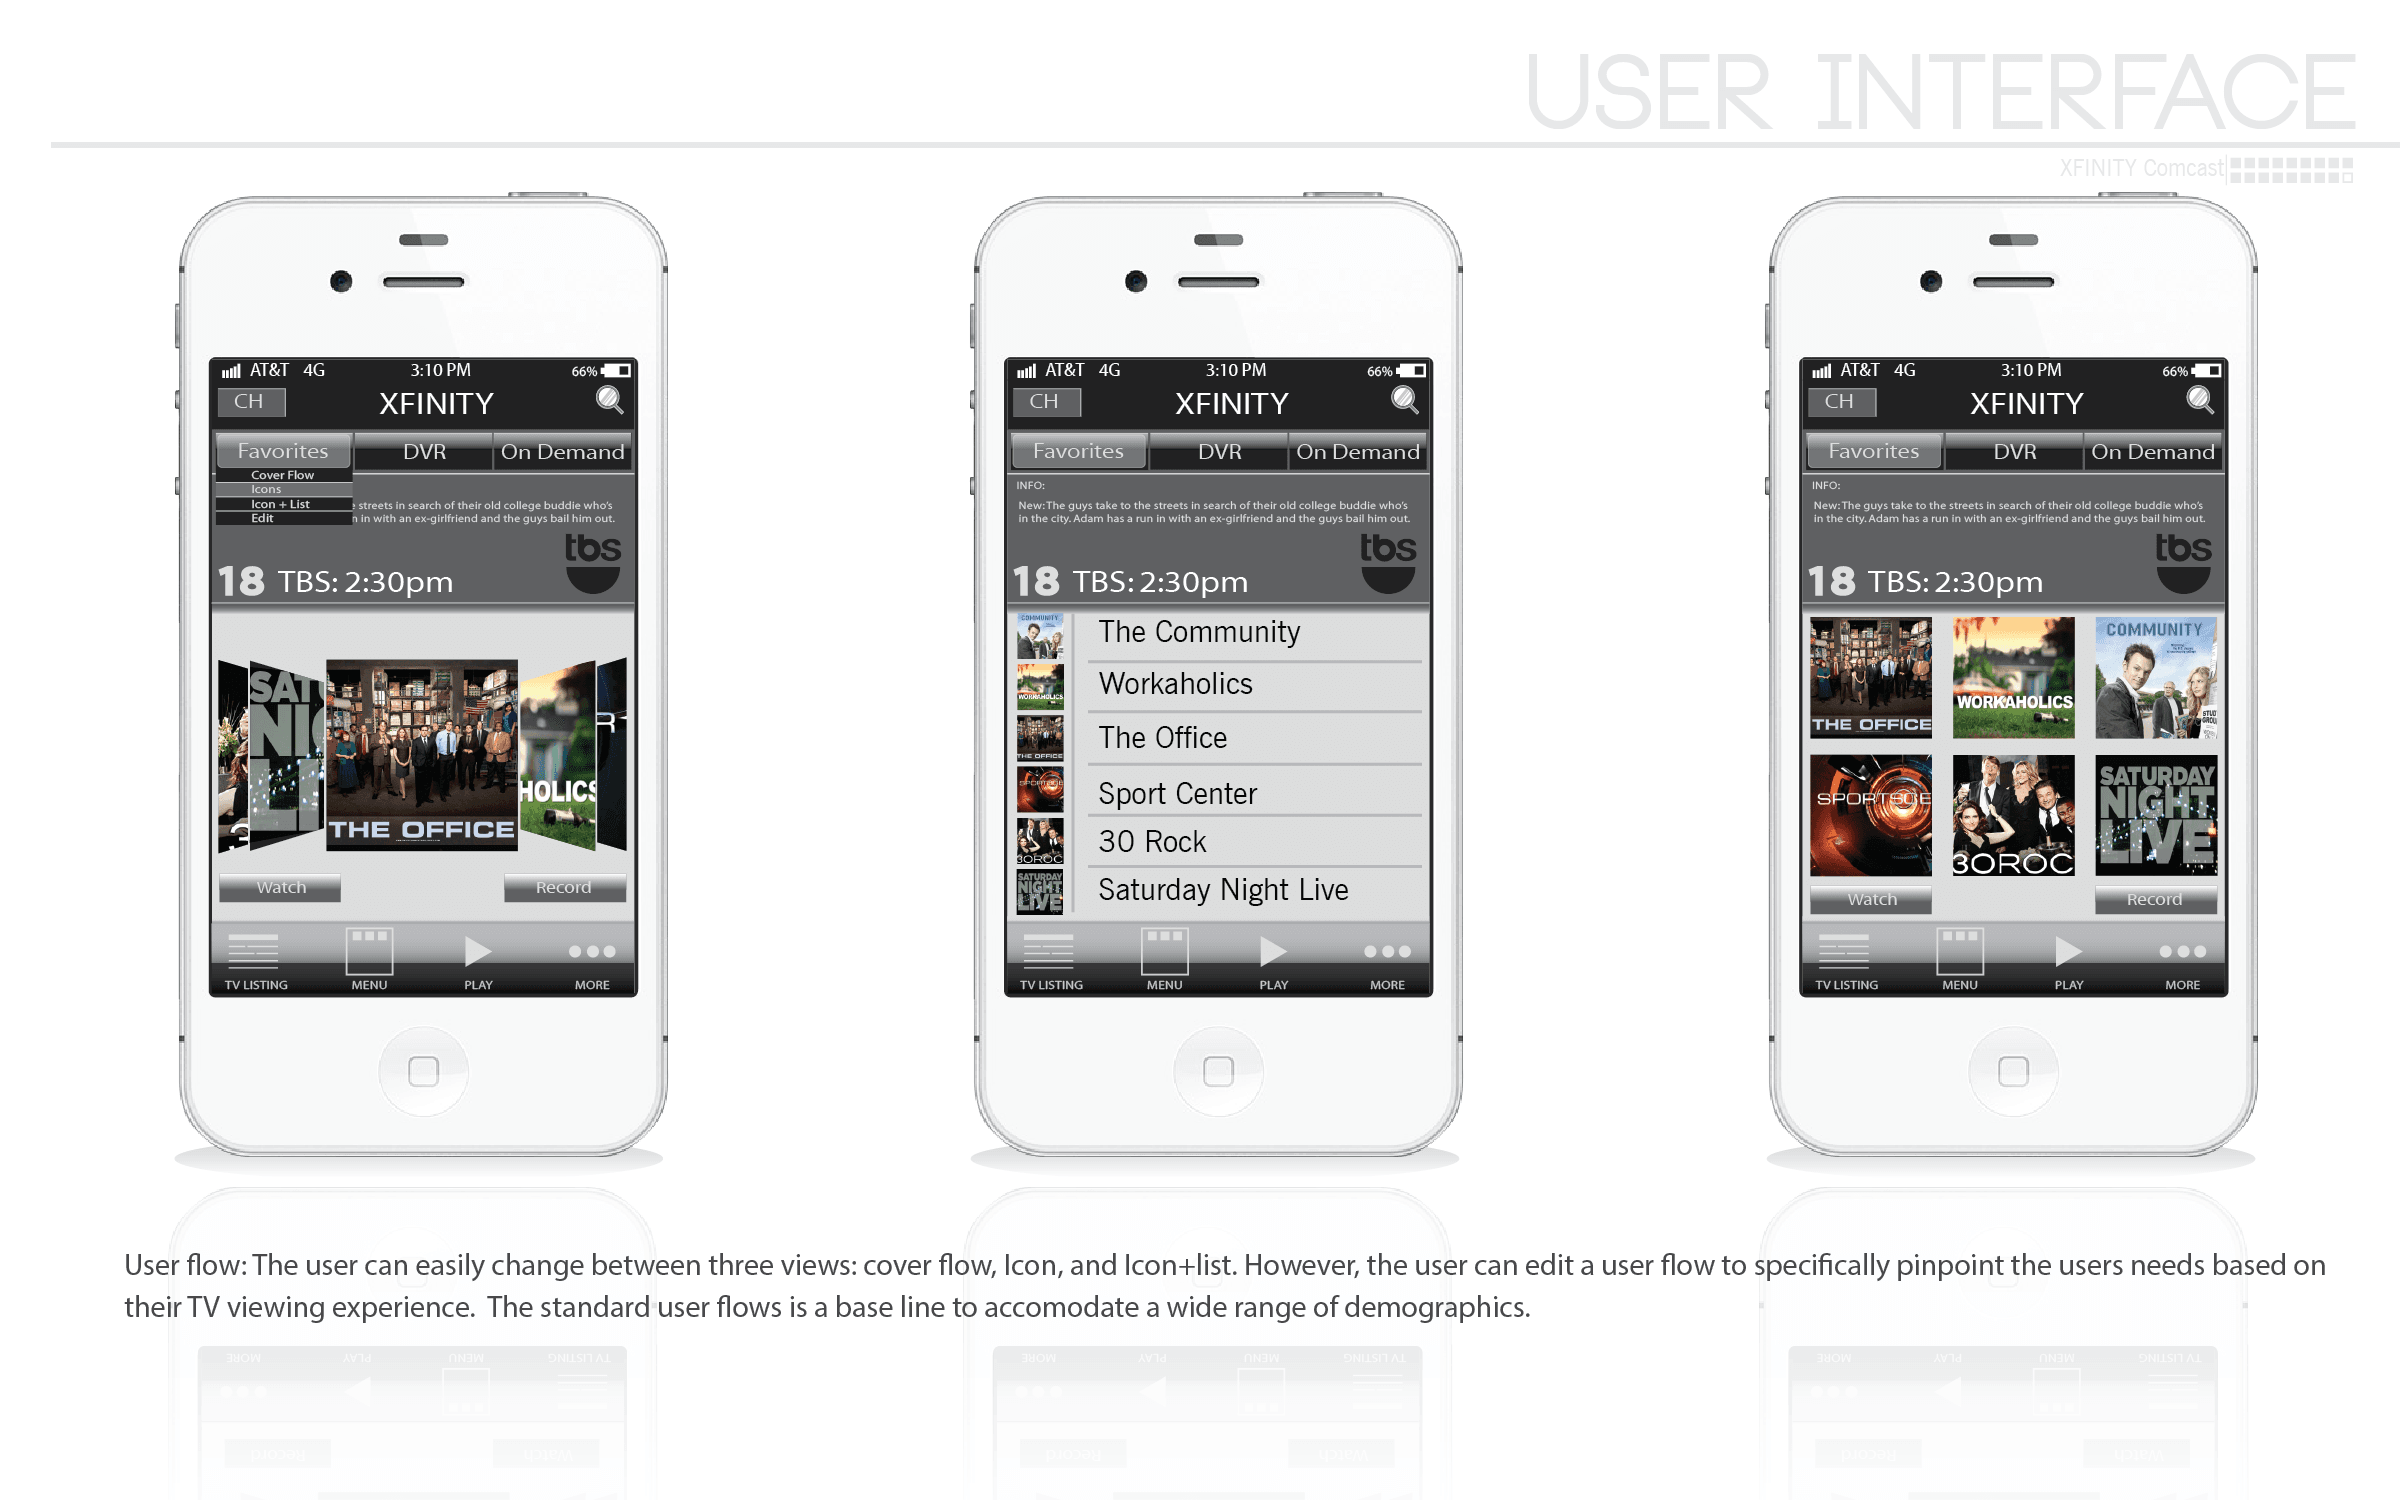 USER INTERFACE
XFINITY Comcast
AT&T 4G 3:10 PM 66%
CH XFINITY
Favorites DVR On Demand
Cover Flow
Icons
Icon + List
Edit
streets in search of their old college buddie who's
in with an ex-girlfriend and the guys bail him out.
tbs
18 TBS: 2:30pm
SAT
NI
LI
THE OFFICE
HOLICS
R
3
Watch Record
TV LISTING MENU PLAY MORE
AT&T 4G 3:10 PM 66%
CH XFINITY
Favorites DVR On Demand
INFO:
New: The guys take to the streets in search of their old college buddie who's
in the city. Adam has a run in with an ex-girlfriend and the guys bail him out.
tbs
18 TBS: 2:30pm
COMMUNITY The Community
WORKAHOLICS Workaholics
THE OFFICE The Office
Sport Center
30ROC 30 Rock
SATURDAY NIGHT LIVE Saturday Night Live
TV LISTING MENU PLAY MORE
AT&T 4G 3:10 PM 66%
CH XFINITY
Favorites DVR On Demand
INFO:
New: The guys take to the streets in search of their old college buddie who's
in the city. Adam has a run in with an ex-girlfriend and the guys bail him out.
tbs
18 TBS: 2:30pm
THE OFFICE WORKAHOLICS COMMUNITY
30ROC
SATURDAY
NIGHT
LIVE
Watch Record
TV LISTING MENU PLAY MORE
User flow: The user can easily change between three views: cover flow, Icon, and Icon+list. However, the user can edit a user flow to specifically pinpoint the users needs based on
their TV viewing experience. The standard user flows is a base line to accomodate a wide range of demographics.